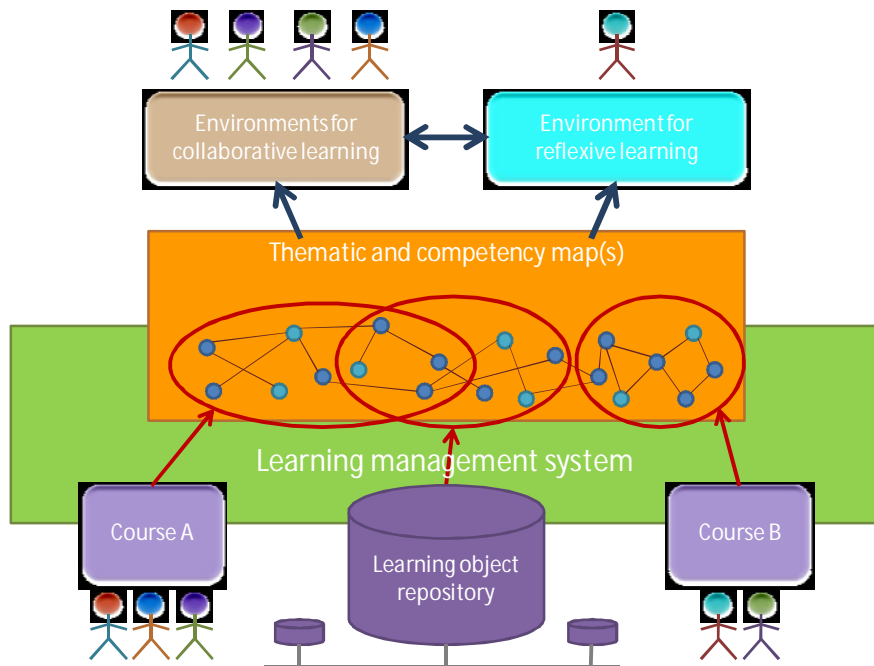 Environments for
collaborative learning
Environment for
reflexive learning
Thematic and competency map(s)
Learning management system
Course A
Learning object
repository
Course B